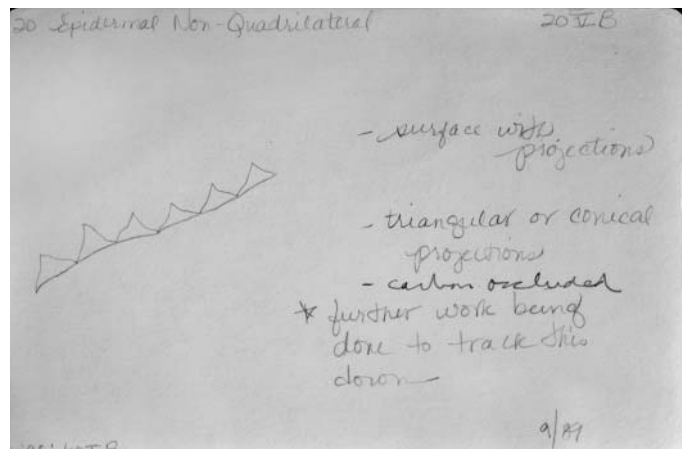 20 Epidermal Non-Quadrilateral
20 V B
- surface with
projections
- triangular or conical
projections
- carbon occluded
* further work being
done to track this
down
9/89